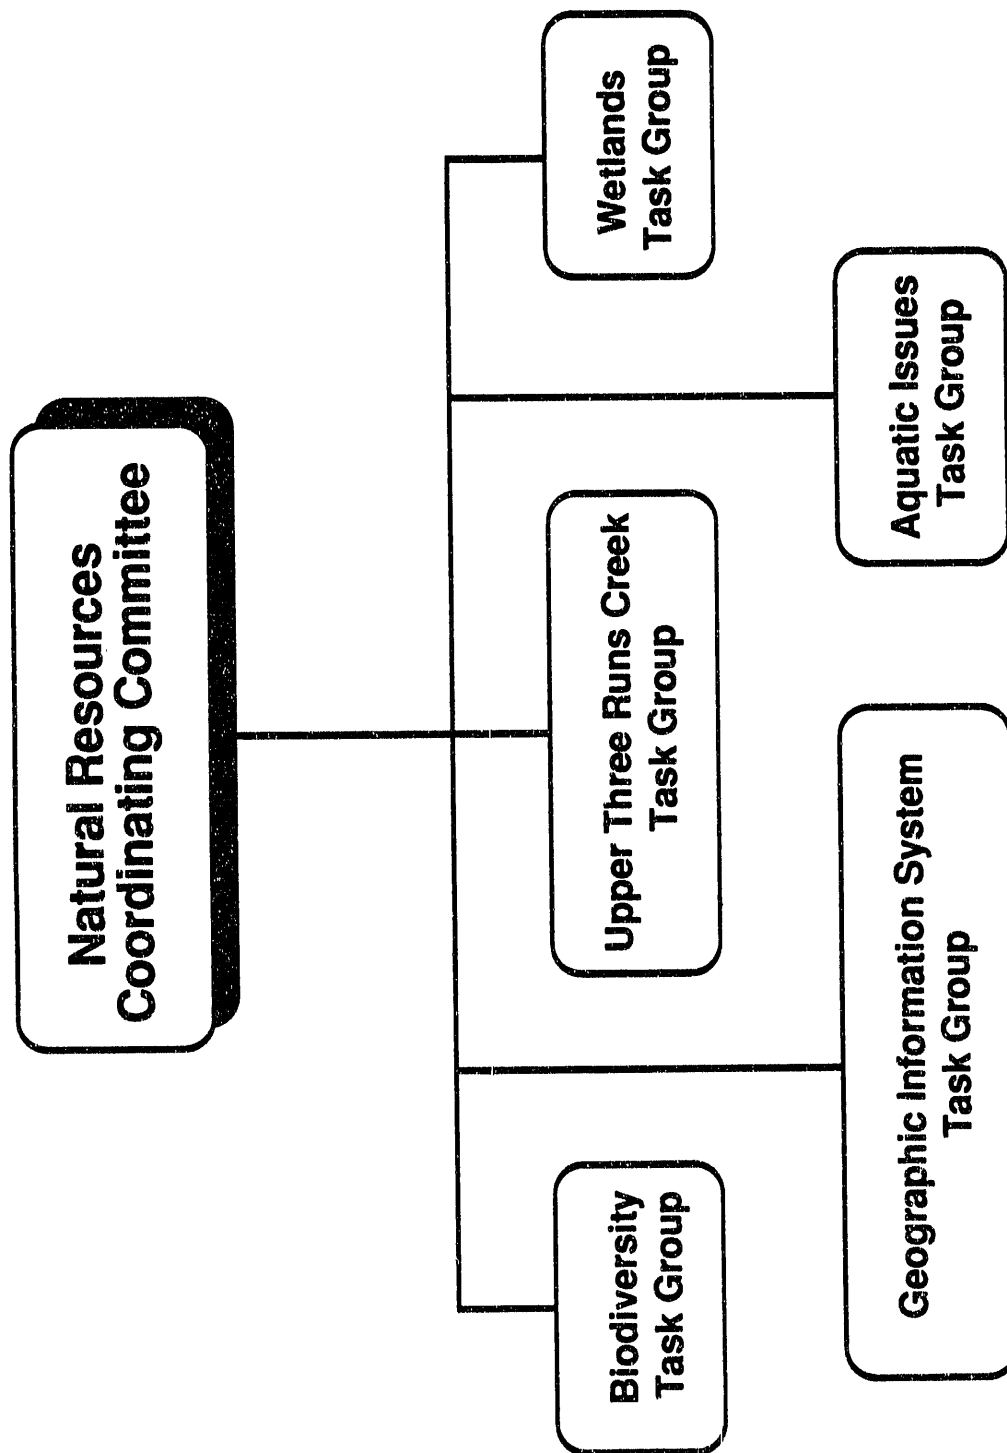 Natural Resources
Coordinating Committee
Biodiversity
Task Group
Upper Three Runs Creek
Task Group
Wetlands
Task Group
Geographic Information System
Task Group
Aquatic Issues
Task Group